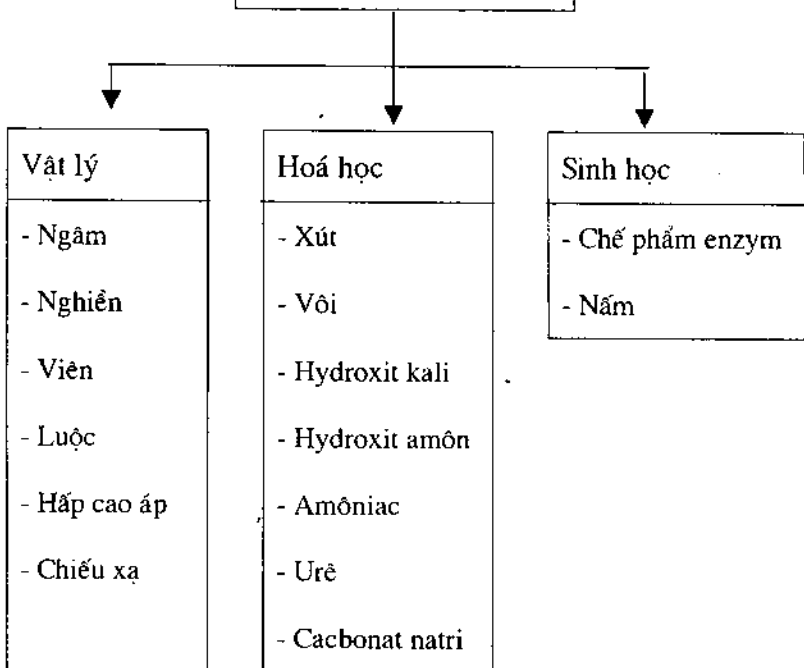 Vật lý
- Ngâm
- Nghiền
- Viên
- Luộc
- Hấp cao áp
- Chiếu xạ
Hoá học
- Xút
- Vôi
- Hydroxit kali
- Hydroxit amôn
- Amôniac
- Urê
- Cacbonat natri
Sinh học
- Chế phẩm enzym
- Nấm